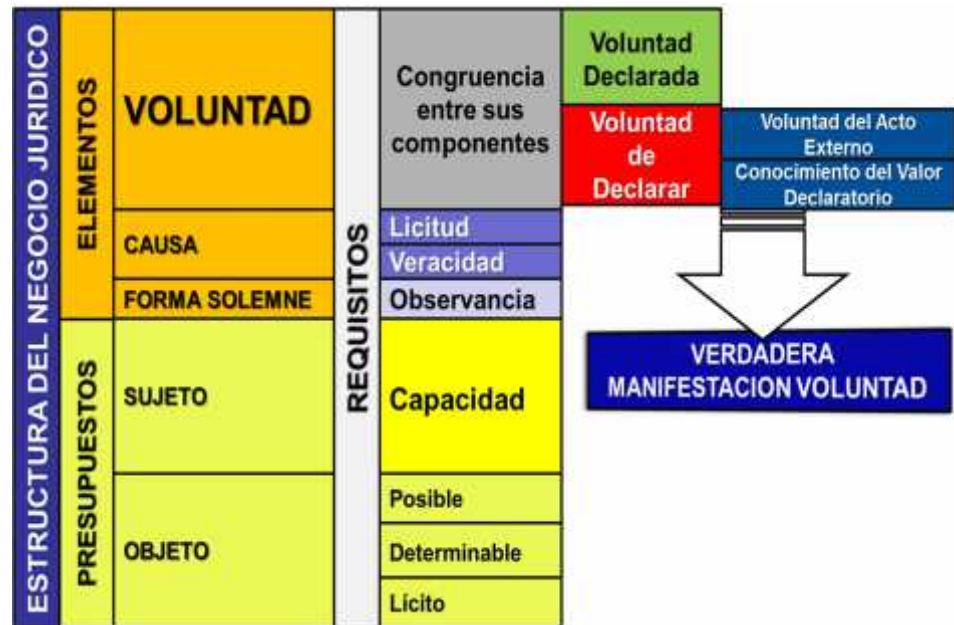 ESTRUCTURA DEL NEGOCIO JURIDICO
ELEMENTOS
VOLUNTAD
CAUSA
FORMA SOLEMNE
PRESUPUESTOS
SUJETO
OBJETO
REQUISITOS
Congruencia
entre sus
componentes
Licitud
Veracidad
Observancia
Capacidad
Posible
Determinable
Lícito
Voluntad
Declarada
Voluntad
de
Declarar
Voluntad del Acto
Externo
Conocimiento del Valor
Declaratorio
VERDADERA
MANIFESTACION VOLUNTAD